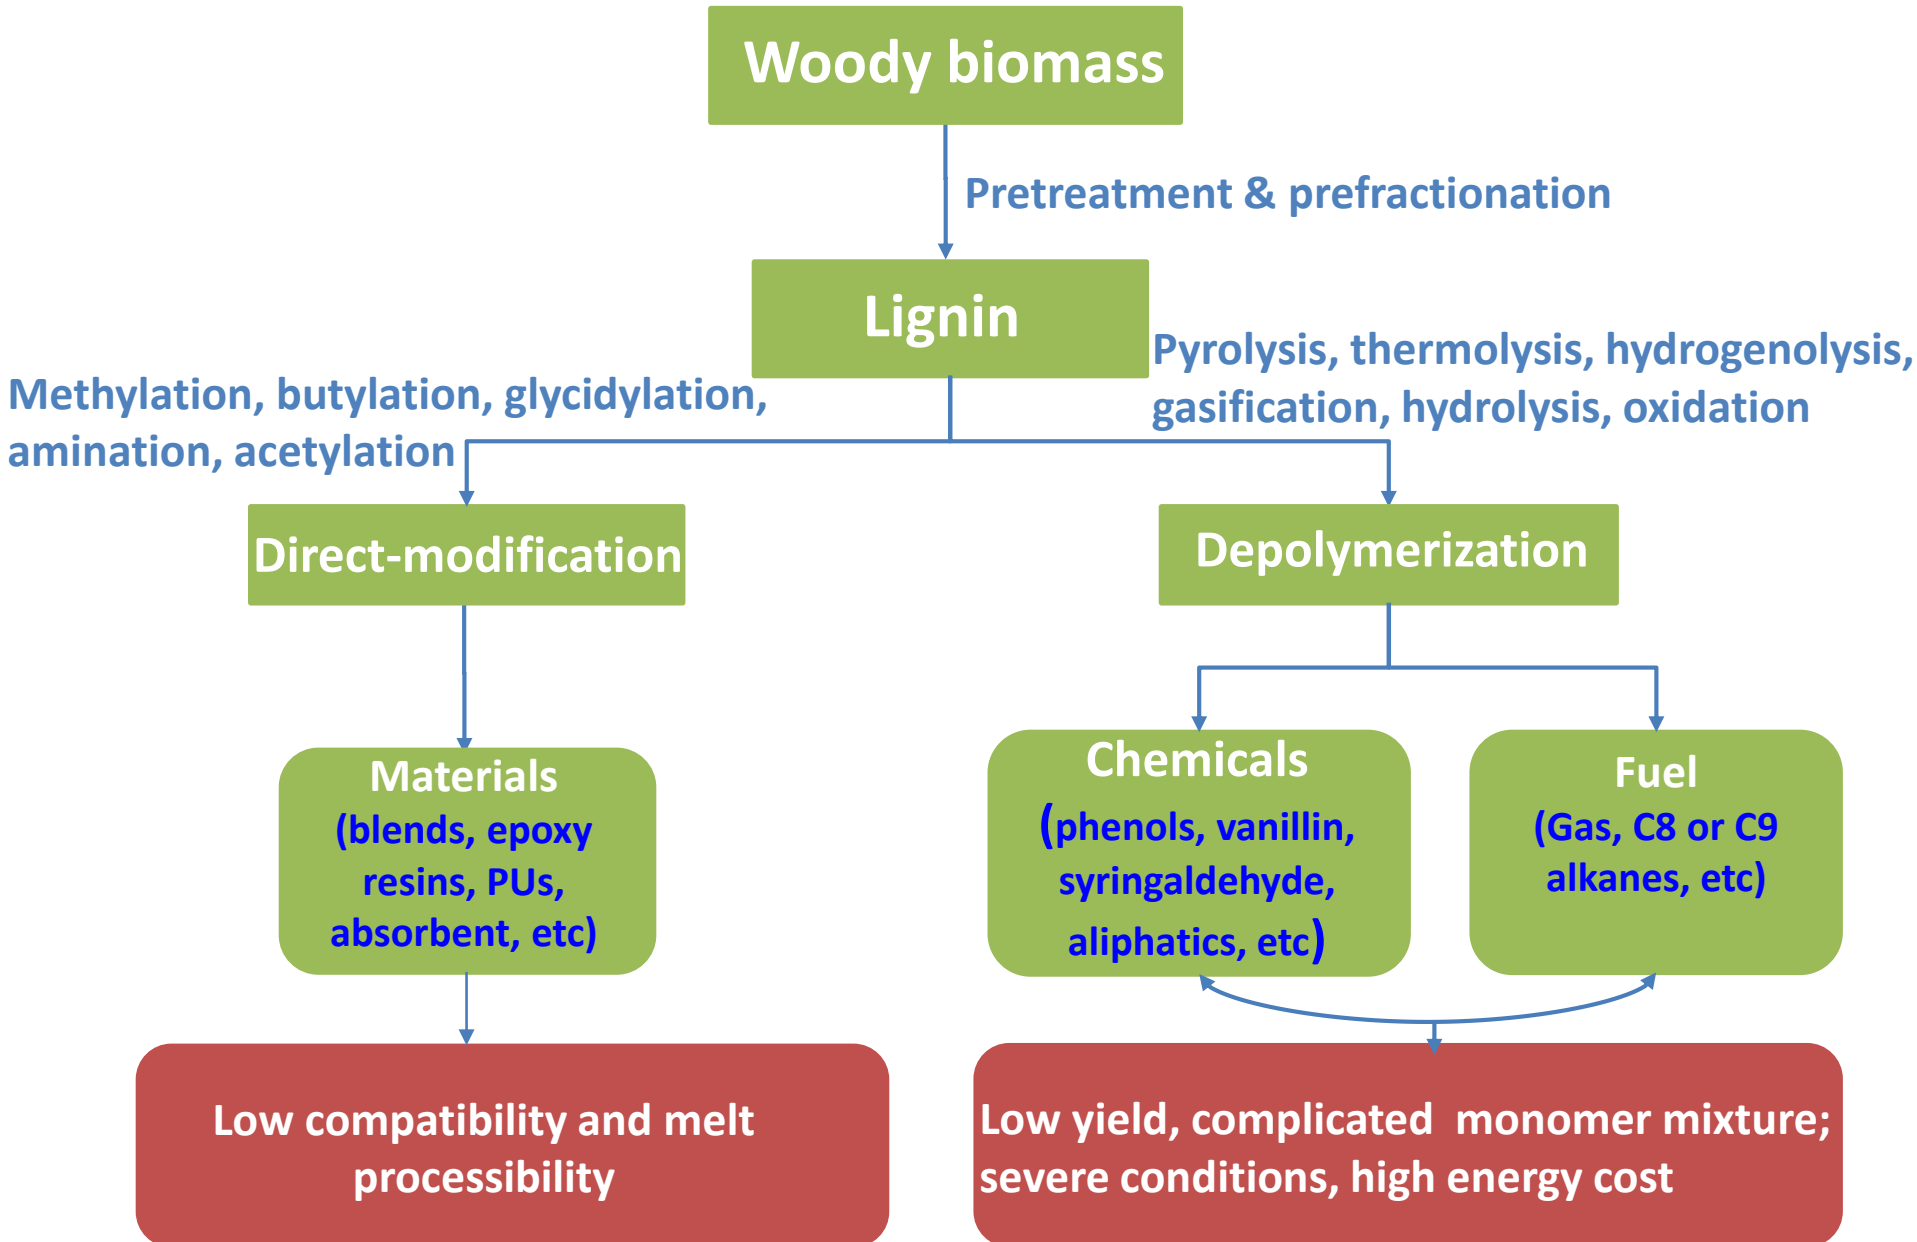 Woody biomass
Pretreatment & prefractionation
Lignin
Methylation, butylation, glycidylation,
amination, acetylation
Pyrolysis, thermolysis, hydrogenolysis,
gasification, hydrolysis, oxidation
Direct-modification
Depolymerization
Materials
(blends, epoxy
resins, PUs,
absorbent, etc)
Chemicals
(phenols, vanillin,
syringaldehyde,
aliphatics, etc)
Fuel
(Gas, C8 or C9
alkanes, etc)
Low compatibility and melt
processibility
Low yield, complicated  monomer mixture;
severe conditions, high energy cost